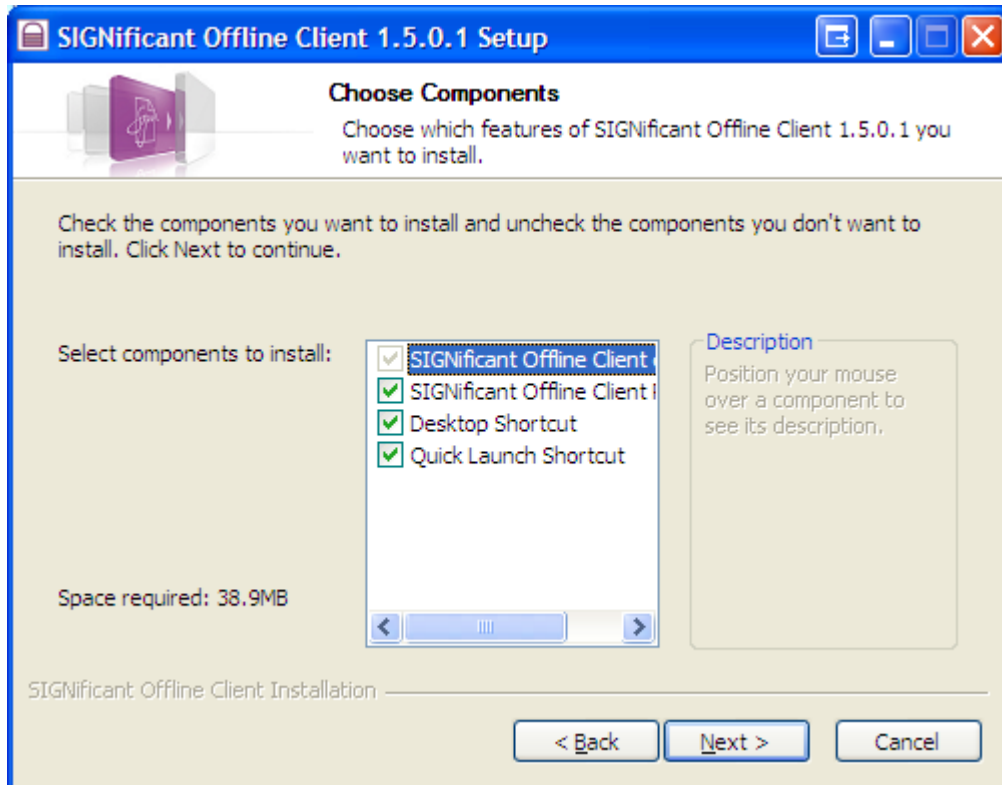 SIGNificant Offline Client 1.5.0.1 Setup
Choose Components
Choose which features of SIGNificant Offline Client 1.5.0.1 you
want to install.
Check the components you want to install and uncheck the components you don't want to
install. Click Next to continue.
Select components to install:
SIGNificant Offline Client
SIGNificant Offline Client
Desktop Shortcut
Quick Launch Shortcut
Description
Position your mouse
over a component to
see its description.
Space required: 38.9MB
SIGNificant Offline Client Installation
< Back
Next >
Cancel